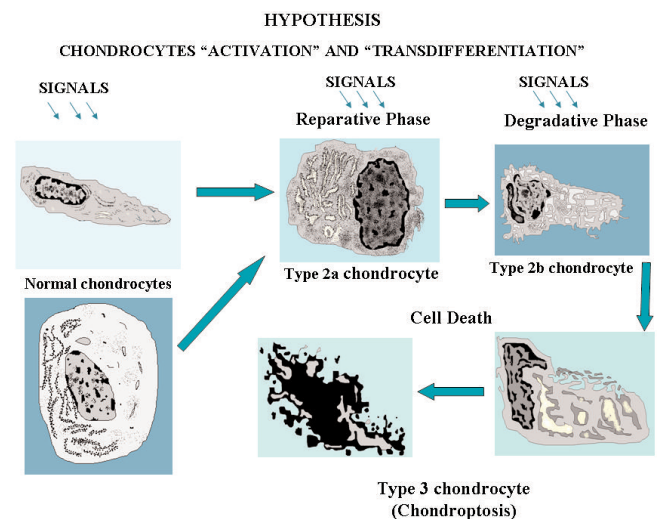 HYPOTHESIS
CHONDROCYTES “ACTIVATION” AND “TRANSDIFFERENTIATION”
SIGNALS
SIGNALS
SIGNALS
Reparative Phase
Degradative Phase
Normal chondrocytes
Type 2a chondrocyte
Type 2b chondrocyte
Cell Death
Type 3 chondrocyte
(Chondroptosis)